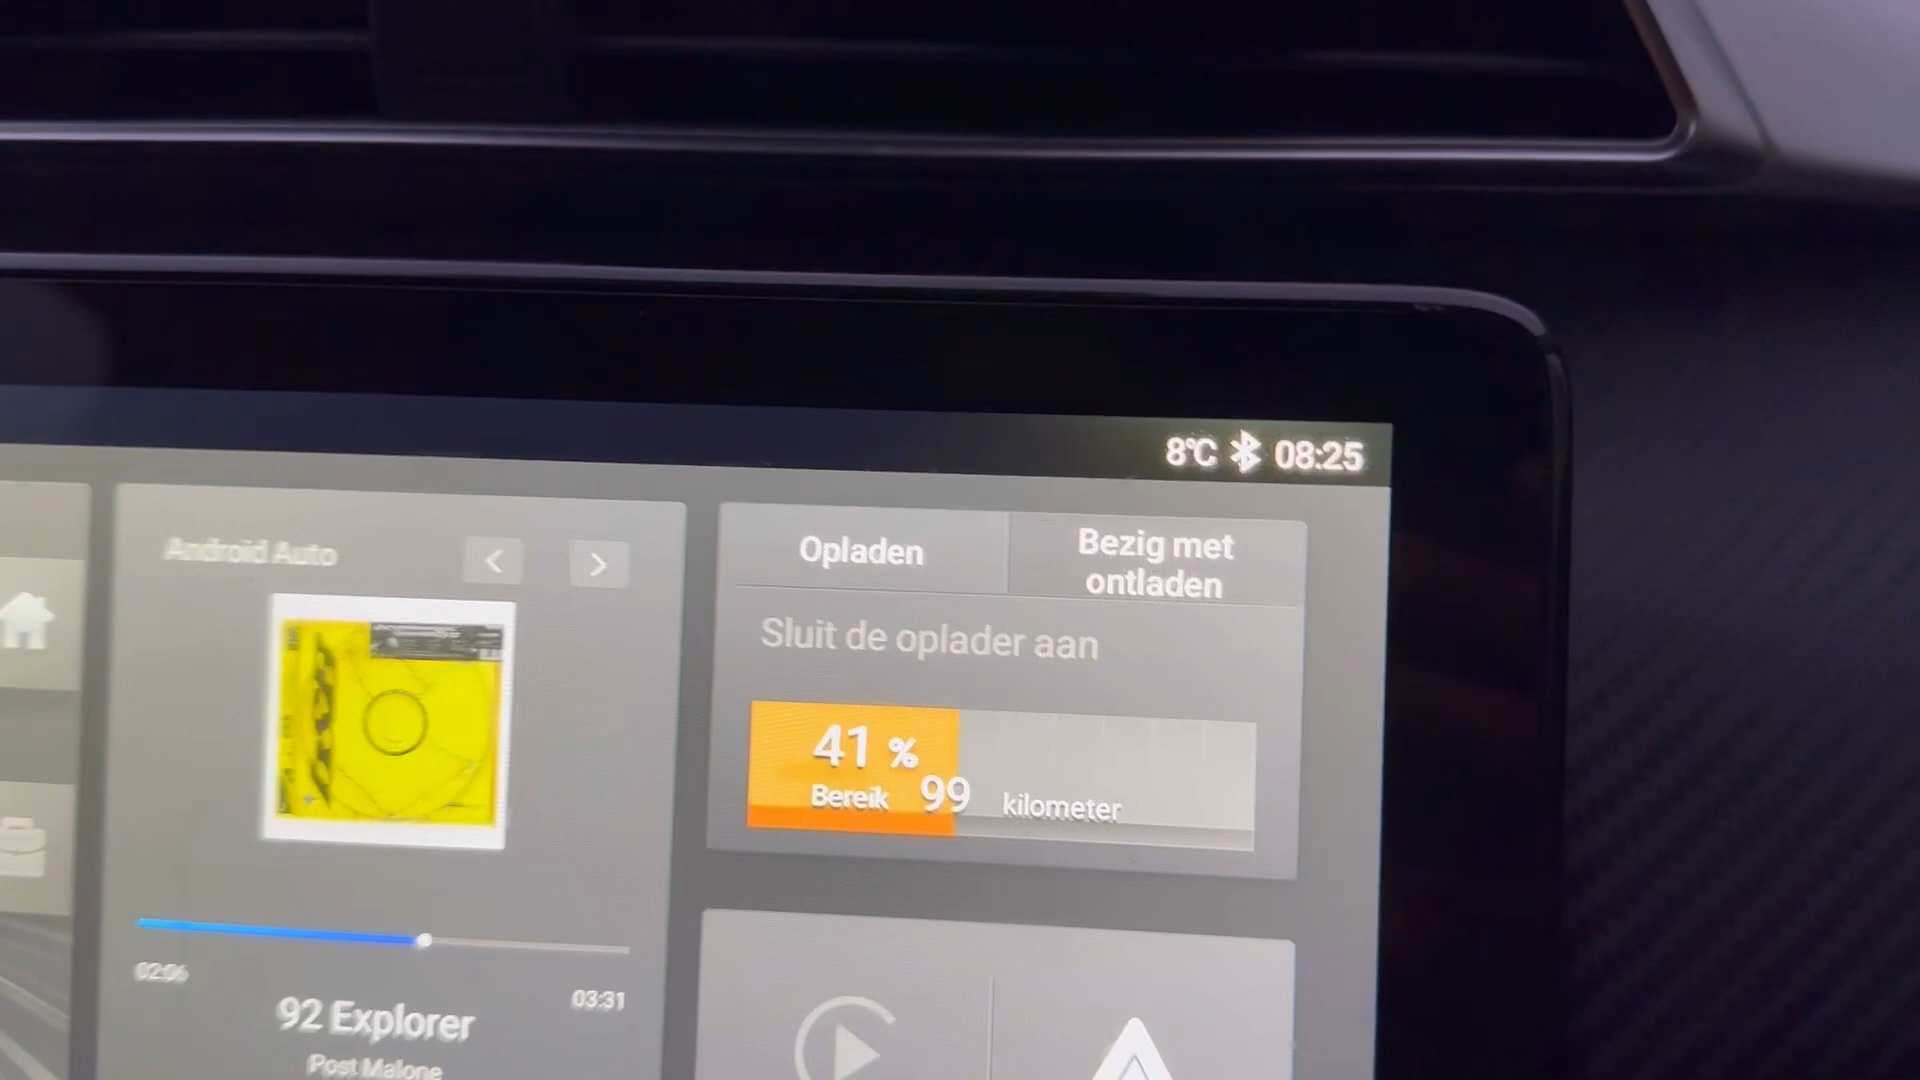 8℃ 08:25
Android Auto
02:06
03:31
92 Explorer
Post Malone
Opladen
Bezig met
ontladen
Sluit de oplader aan
41 %
Bereik 99 kilometer